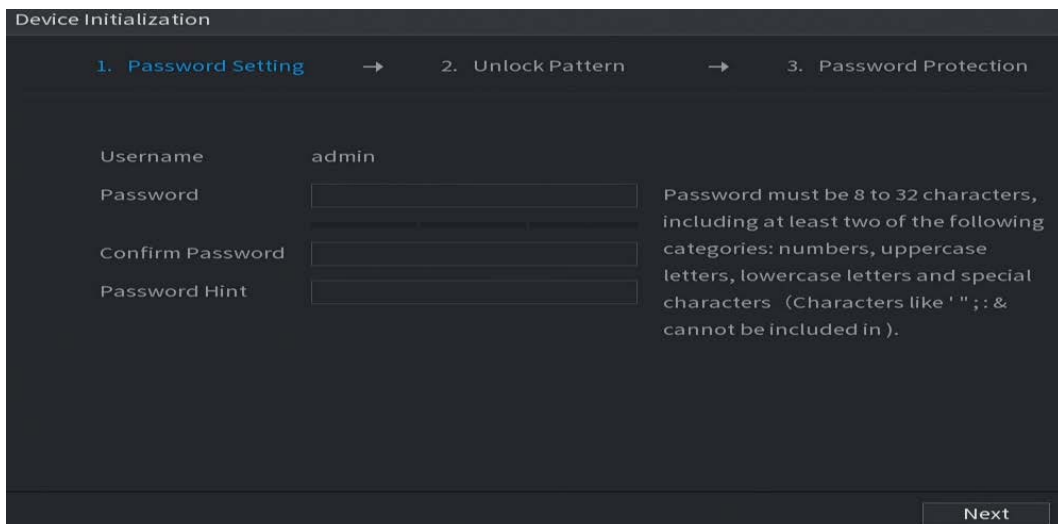 Device Initialization
1. Password Setting → 2. Unlock Pattern → 3. Password Protection
Username admin
Password
Confirm Password
Password Hint
Password must be 8 to 32 characters,
including at least two of the following
categories: numbers, uppercase
letters, lowercase letters and special
characters (Characters like ' " ; : &
cannot be included in ).
Next